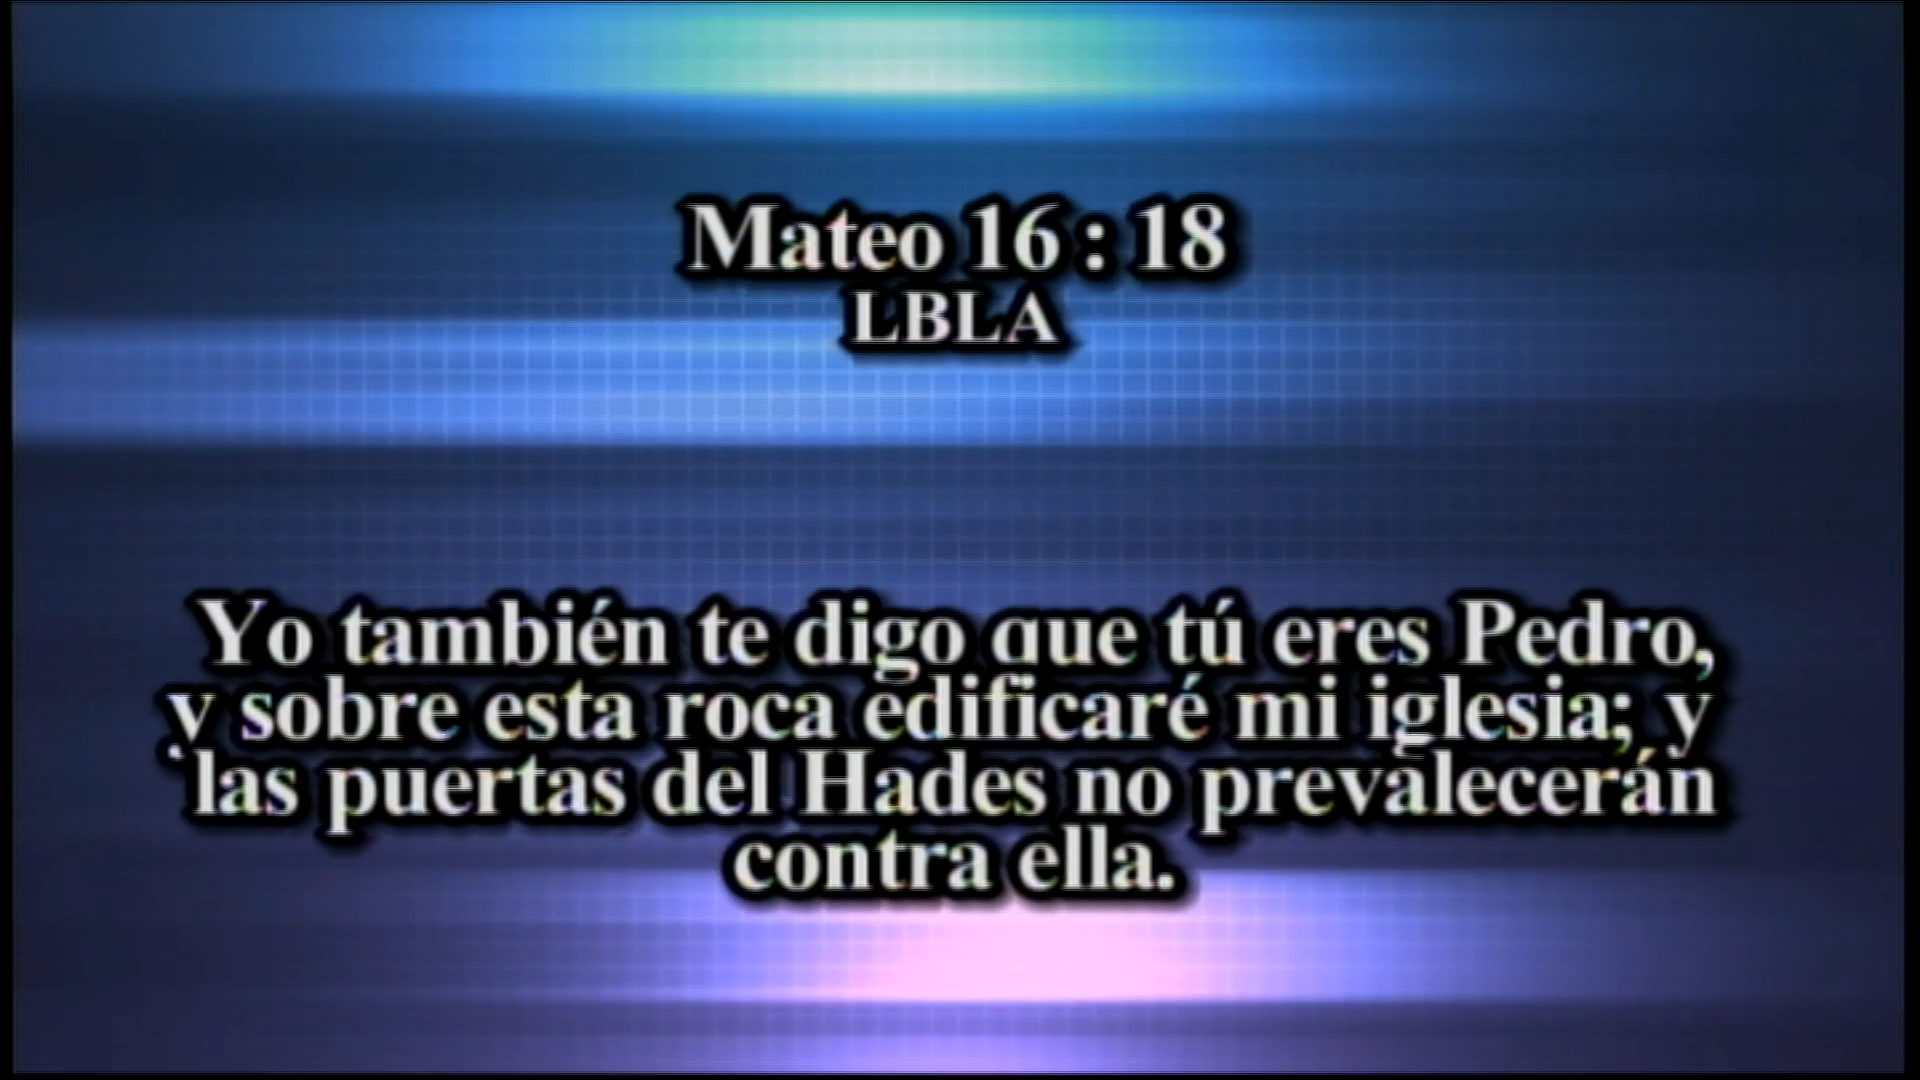 Mateo 16 : 18
LBLA
Yo también te digo que tú eres Pedro,
y sobre esta roca edificaré mi iglesia; y
las puertas del Hades no prevalecerán
contra ella.